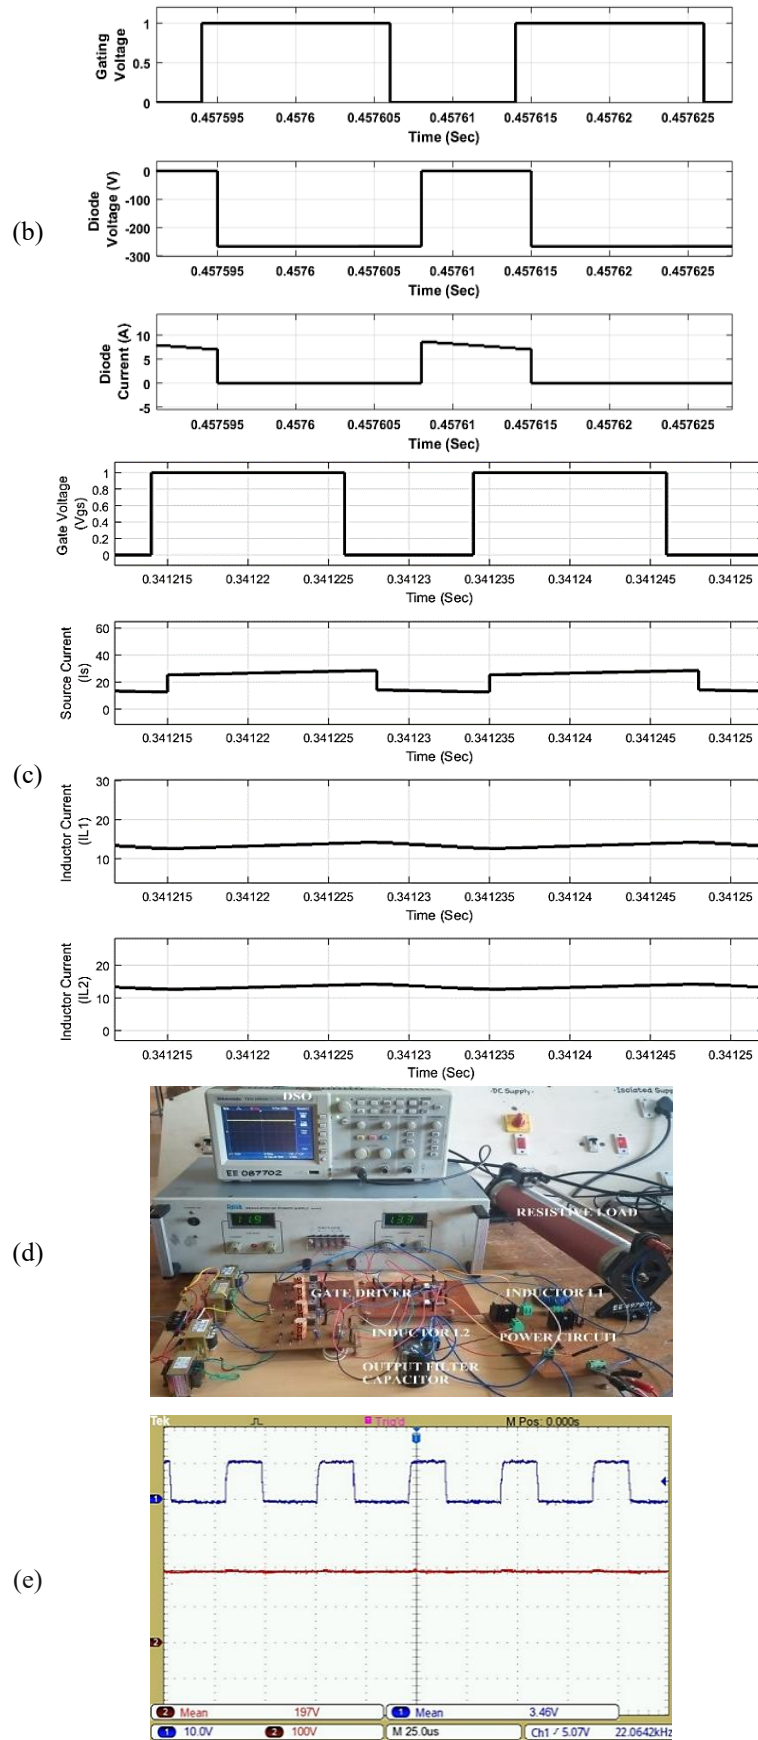 (b)
Gating
Voltage
1
0.5
0
0.457595 0.4576 0.457605 0.45761 0.457615 0.45762 0.457625
Time (Sec)
Diode
Voltage (V)
0
-100
-200
-300
0.457595 0.4576 0.457605 0.45761 0.457615 0.45762 0.457625
Time (Sec)
Diode
Current (A)
10
5
0
-5
0.457595 0.4576 0.457605 0.45761 0.457615 0.45762 0.457625
Time (Sec)
(c)
Gate Voltage
(Vgs)
1
0.8
0.6
0.4
0.2
0
0.341215 0.34122 0.341225 0.34123 0.341235 0.34124 0.341245 0.34125
Time (Sec)
Source Current
(Is)
60
40
20
0
0.341215 0.34122 0.341225 0.34123 0.341235 0.34124 0.341245 0.34125
Time (Sec)
Inductor Current
(IL1)
30
20
10
0.341215 0.34122 0.341225 0.34123 0.341235 0.34124 0.341245 0.34125
Time (Sec)
Inductor Current
(IL2)
20
10
0
0.341215 0.34122 0.341225 0.34123 0.341235 0.34124 0.341245 0.34125
Time (Sec)
(d)
DSO
DC Supply
Isolated Supp
EE 087702
RESISTIVE LOAD
GATE DRIVER
INDUCTOR L1
INDUCTOR L2
POWER CIRCUIT
OUTPUT FILTER
CAPACITOR
(e)
Tek Trig'd M Pos: 0.000s
1
2
2 Mean 197V 1 Mean 3.46V
1 10.0V 2 100V M 25.0us Ch1 5.07V 22.0642kHz